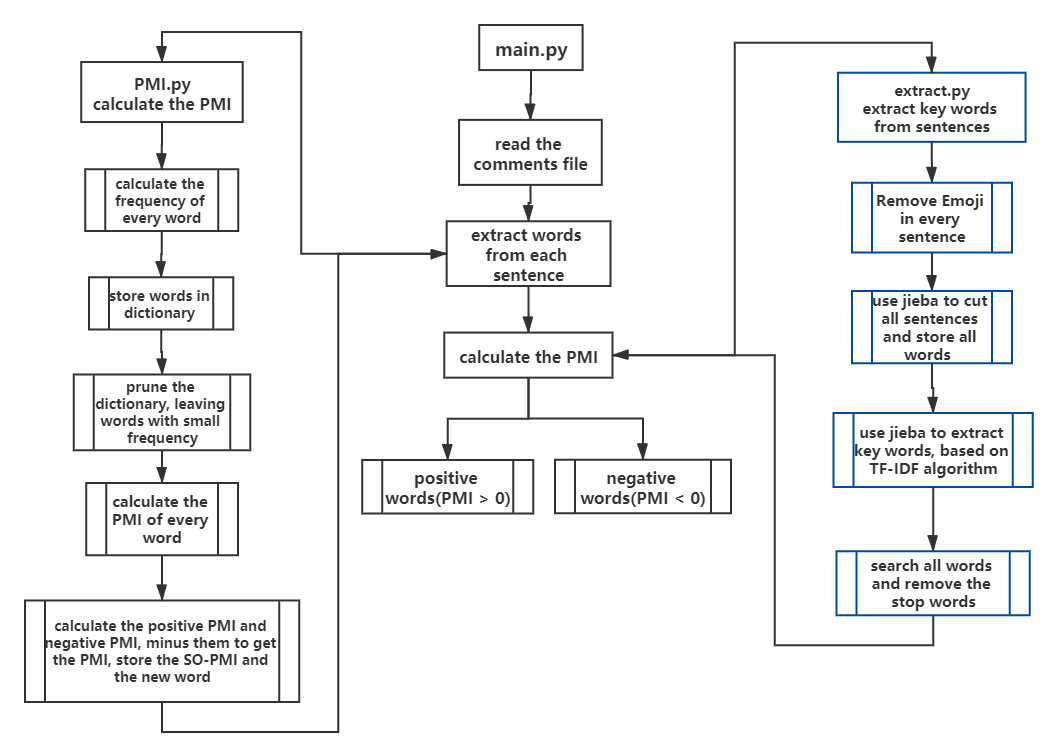 PMI.py
calculate the PMI
calculate the
frequency of
every word
store words in
dictionary
prune the
dictionary, leaving
words with small
frequency
calculate the
PMI of every
word
calculate the positive PMI and
negative PMI, minus them to get
the PMI, store the SO-PMI and
the new word
main.py
read the
comments file
extract words
from each
sentence
calculate the PMI
positive
words(PMI > 0)
negative
words(PMI < 0)
extract.py
extract key words
from sentences
Remove Emoji
in every
sentence
use jieba to cut
all sentences
and store all
words
use jieba to extract
key words, based on
TF-IDF algorithm
search all words
and remove the
stop words